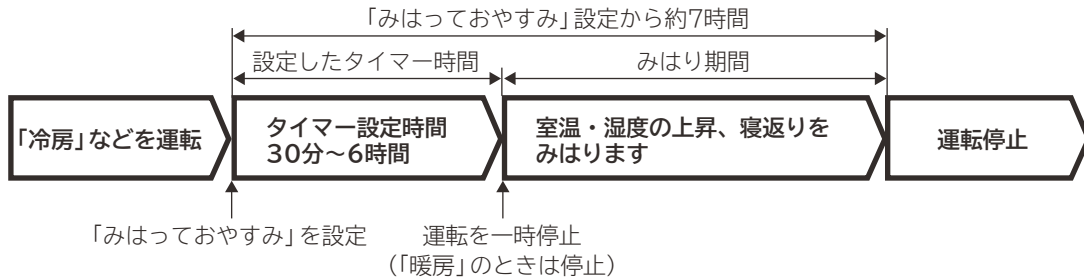 「みはっておやすみ」設定から約7時間
設定したタイマー時間
みはり期間
「冷房」などを運転
タイマー設定時間
30分～6時間
室温・湿度の上昇、寝返りを
みはります
運転停止
「みはっておやすみ」を設定
運転を一時停止
（「暖房」のときは停止）